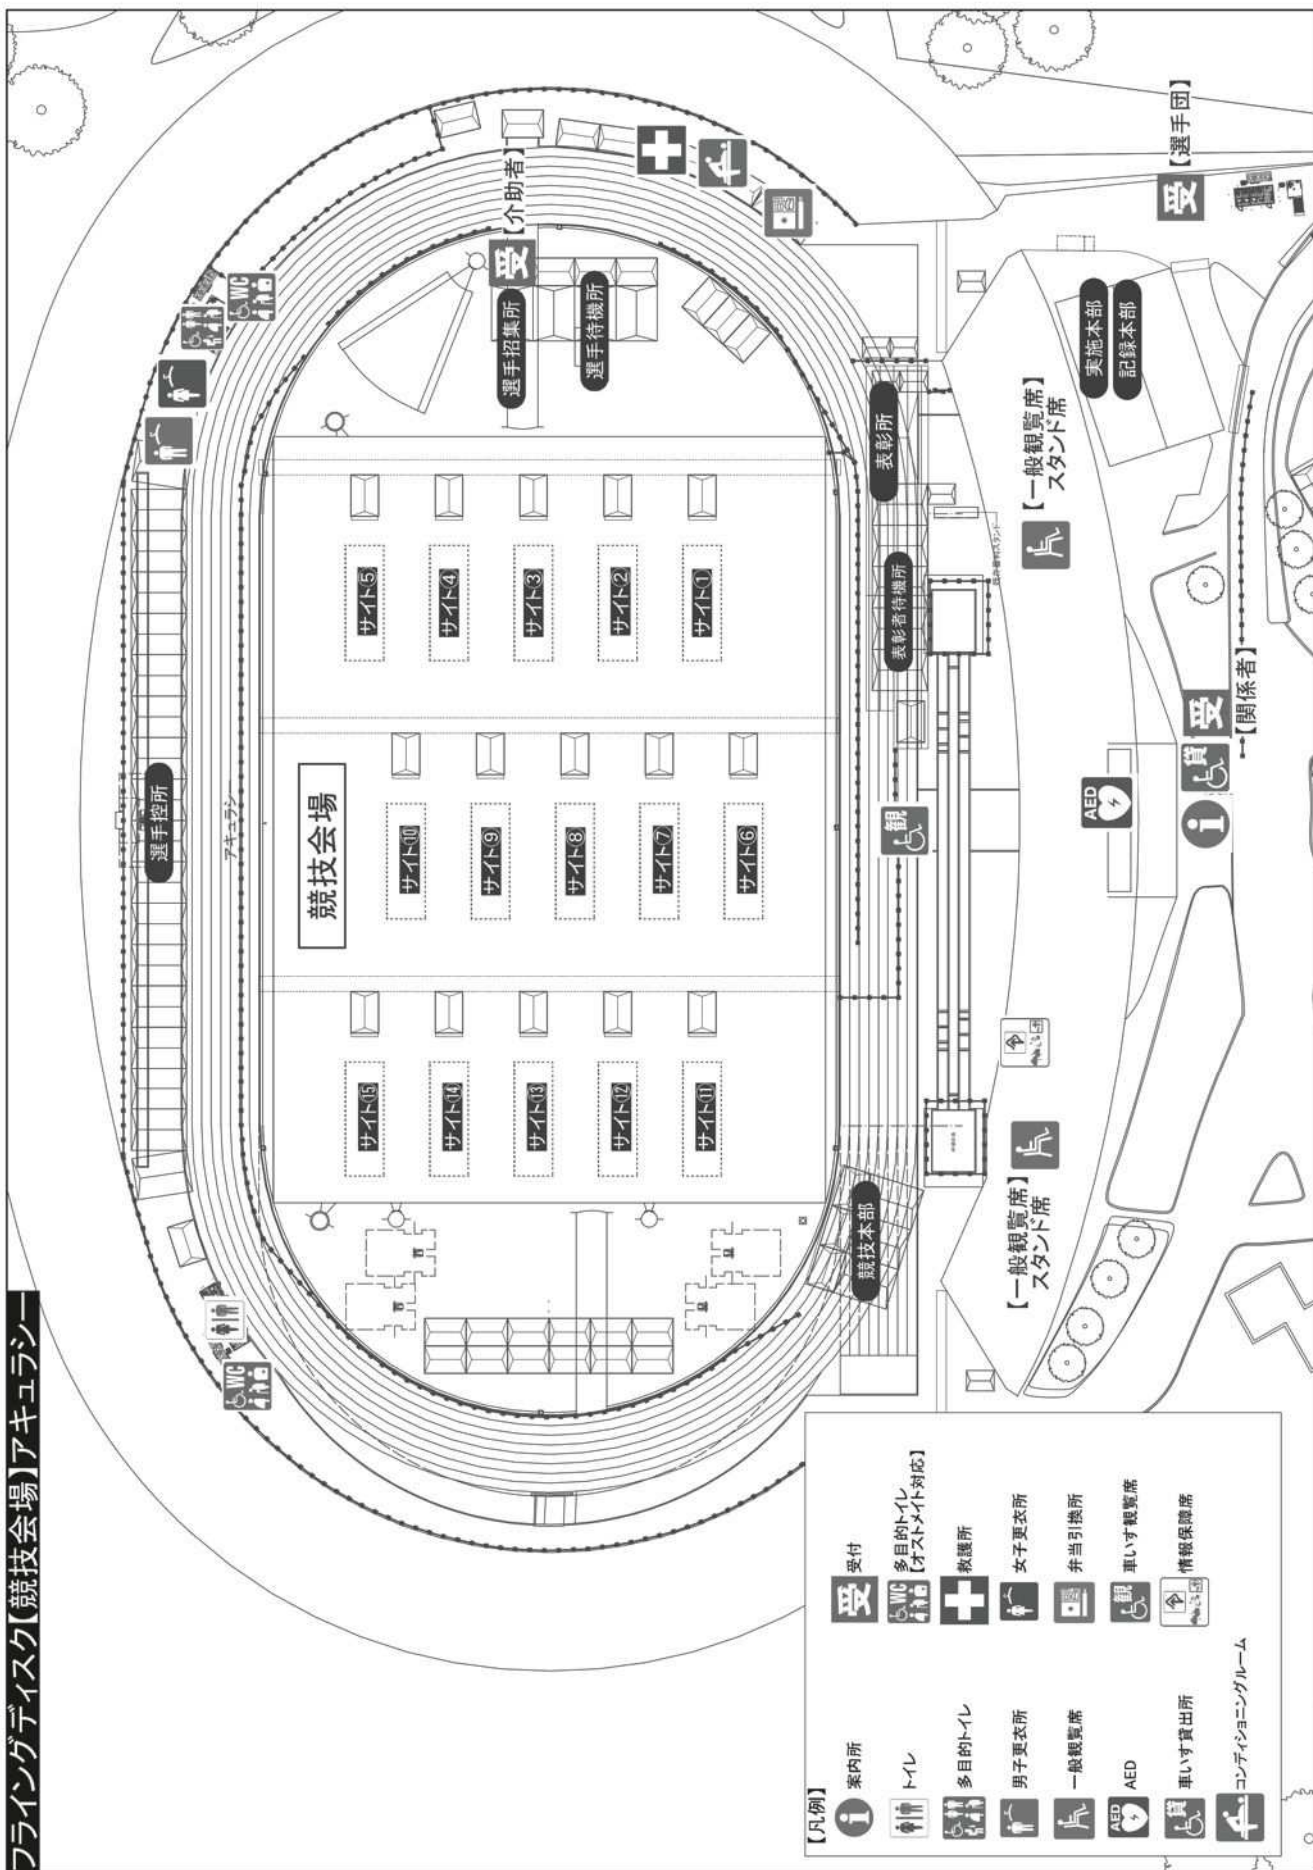 フライングディスク【競技会場】アキュラシー
選手控所
アキュラシー
競技会場
サイト⑮
サイト⑭
サイト⑬
サイト⑫
サイト⑪
サイト⑩
サイト⑨
サイト⑧
サイト⑦
サイト⑥
サイト⑤
サイト④
サイト③
サイト②
サイト①
WC
WC
受
【介助者】
選手招集所
選手待機所
競技本部
観
表彰者待機所
表彰所
【一般観覧席】
スタンド席
【一般観覧席】
スタンド席
実施本部
記録本部
受
【選手団】
AED
i
貸
受
【関係者】
【凡例】
i
案内所
トイレ
多目的トイレ
男子更衣所
一般観覧席
AED
AED
貸
車いす貸出所
コンディショニングルーム
受
受付
WC
多目的トイレ
【オストメイト対応】
救護所
女子更衣所
弁当引換所
観
車いす観覧席
情報保障席